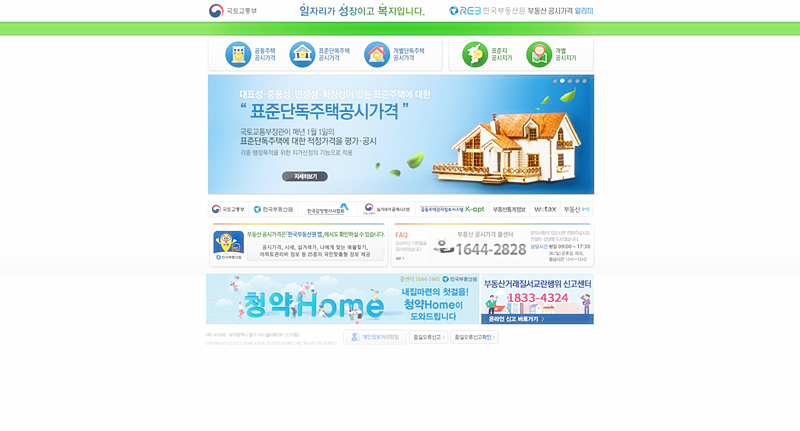 국토교통부
일자리가 성장이고 복지입니다.
REB 한국부동산원 부동산 공시가격 알리미
공동주택
공시가격
표준단독주택
공시가격
개별단독주택
공시가격
표준지
공시지가
개별
공시지가
대표성·중용성·안정성·확정성이 있는 표준주택에 대한
“ 표준단독주택공시가격 ”
국토교통부장관이 매년 1월 1일의
표준단독주택에 대한 적정가격을 평가·공시
각종 행정목적을 위한 지가산정의 기능으로 작용
자세히보기
국토교통부
한국부동산원
한국감정평가사협회
실거래가 공개시스템
공동주택관리정보시스템 K-apt
부동산통계정보
wetax
부동산
부동산 공시가격은 '한국부동산원 앱'에서도 확인하실 수 있습니다.
공시가격, 시세, 실거래가, 나에게 맞는 매물찾기,
아파트관리비 정보 등 25종의 국민맞춤형 정보 제공
한국부동산원
FAQ
GO
부동산 공시가격 콜센터
1644-2828
상담시간 평일 09:00 ~ 17:30
콜센터 1644-7445 한국부동산원
청약Home
내집마련의 첫걸음!
청약Home이
도와드립니다
부동산거래질서교란행위 신고센터
1833-4324
온라인 신고 바로가기
개인정보처리방침
품질오류신고
품질오류신고확인